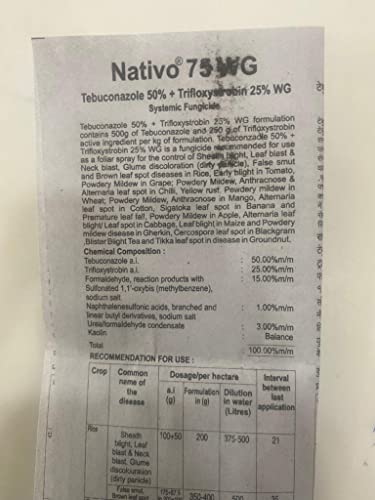 Nativo® 75 WG
Tebuconazole 50% + Trifloxystrobin 25% WG
Systemic Fungicide
Tebuconazole 50% + Trifloxystrobin 25% WG formulation
contains 500g of Tebuconazole and 250 g of Trifloxystrobin
active ingredient per kg of formulation. Tebuconzadle 50% +
Trifloxystrobin 25% WG is a fungicide recommended for use
as a foliar spray for the control of Sheath blight, Leaf blast &
Neck blast, Glume discoloration (dirty panicle), False smut
and Brown leaf spot diseases in Rice, Early blight in Tomato,
Powdery Mildew in Grape; Powdery Mildew, Anthracnose &
Alternaria leaf spot in Chilli, Yellow rust, Powdery mildew in
Wheat; Powdery Mildew, Anthracnose in Mango, Alternaria
leaf spot in Cotton, Sigatoka leaf spot in Banana and
Premature leaf fall, Powdery Mildew in Apple, Alternaria leaf
blight/ Leaf spot in Cabbage, Leaf blight in Maize and Powdery
mildew disease in Gherkin, Cercospora leaf spot in Blackgram
,Blister Blight Tea and Tikka leaf spot disease in Groundnut.
Chemical Composition :
Tebuconazole a.i. : 50.00%m/m
Trifloxystrobin a.i. : 25.00%m/m
Formaldehyde, reaction products with : 15.00%m/m
Sulfonated 1,1'-oxybis (methylbenzene),
sodium salt
Naphthalenesulfonic acids, branched and : 1.00%m/m
linear butyl derivatives, sodium salt
Urea/formaldehyde condensate : 3.00%m/m
Kaolin : Balance
Total : 100.00%m/m
RECOMMENDATION FOR USE :
Crop Common name of the disease Dosage/per hectare Interval between last application
a.i (g) Formulation in (g) Dilution in water (Litres)
Rice Sheath blight, Leaf blast & Neck blast, Glume discolouration (dirty panicle) 100+50 200 375-500 21
False smut, Brown leaf 350-400 500